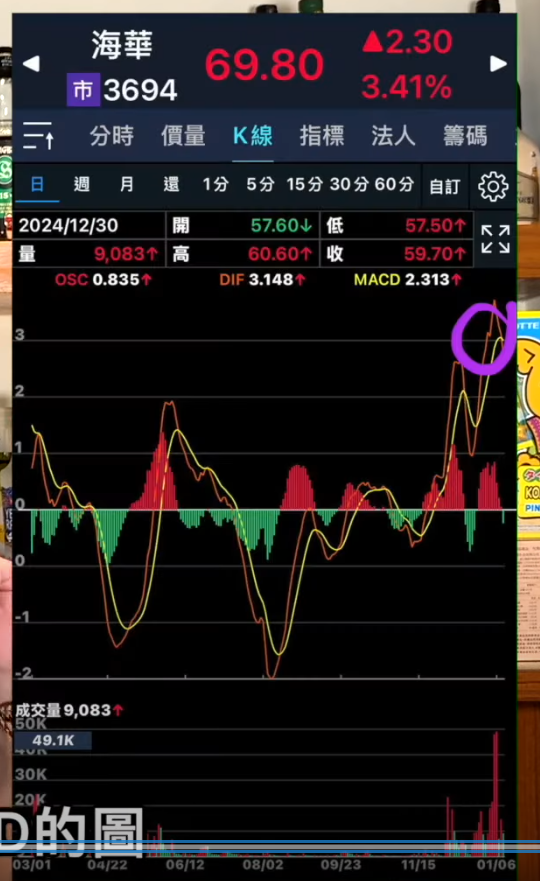 海華
市 3694
69.80
▲2.30
3.41%
分時 價量 K線 指標 法人 籌碼
日 週 月 還 1分 5分 15分 30分 60分 自訂
2024/12/30 開 57.60↓ 低 57.50↑
量 9,083↑ 高 60.60↑ 收 59.70↑
OSC 0.835↑ DIF 3.148↑ MACD 2.313↑
3
2
1
0
0
-1
-2
成交量 9,083↑
50K
49.1K
40K
30K
20K
D的圖
03/01 04/22 06/12 08/02 09/23 11/15 01/06
PIN